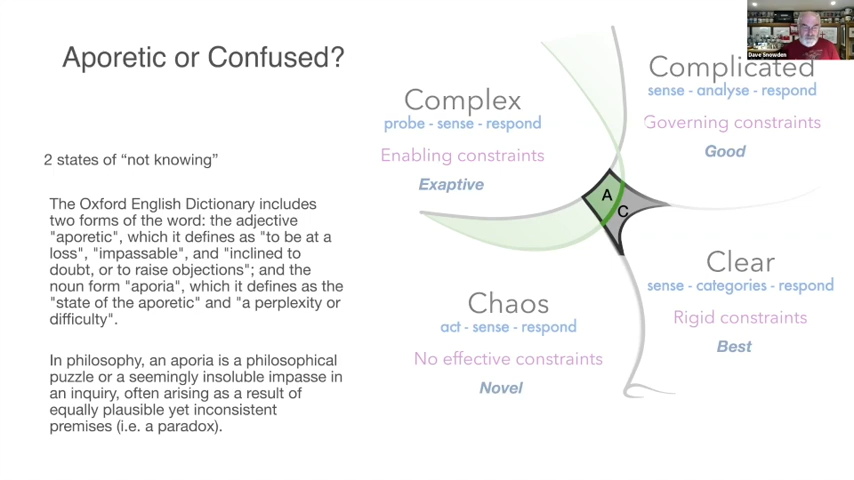 Aporetic or Confused?
2 states of “not knowing”
The Oxford English Dictionary includes
two forms of the word: the adjective
"aporetic", which it defines as "to be at a
loss", "impassable", and "inclined to
doubt, or to raise objections"; and the
noun form "aporia", which it defines as the
"state of the aporetic" and "a perplexity or
difficulty".
In philosophy, an aporia is a philosophical
puzzle or a seemingly insoluble impasse in
an inquiry, often arising as a result of
equally plausible yet inconsistent
premises (i.e. a paradox).
Complex
probe - sense - respond
Enabling constraints
Exaptive
Complicated
sense - analyse - respond
Governing constraints
Good
A
C
Chaos
act - sense - respond
No effective constraints
Novel
Clear
sense - categories - respond
Rigid constraints
Best
Dave Snowden